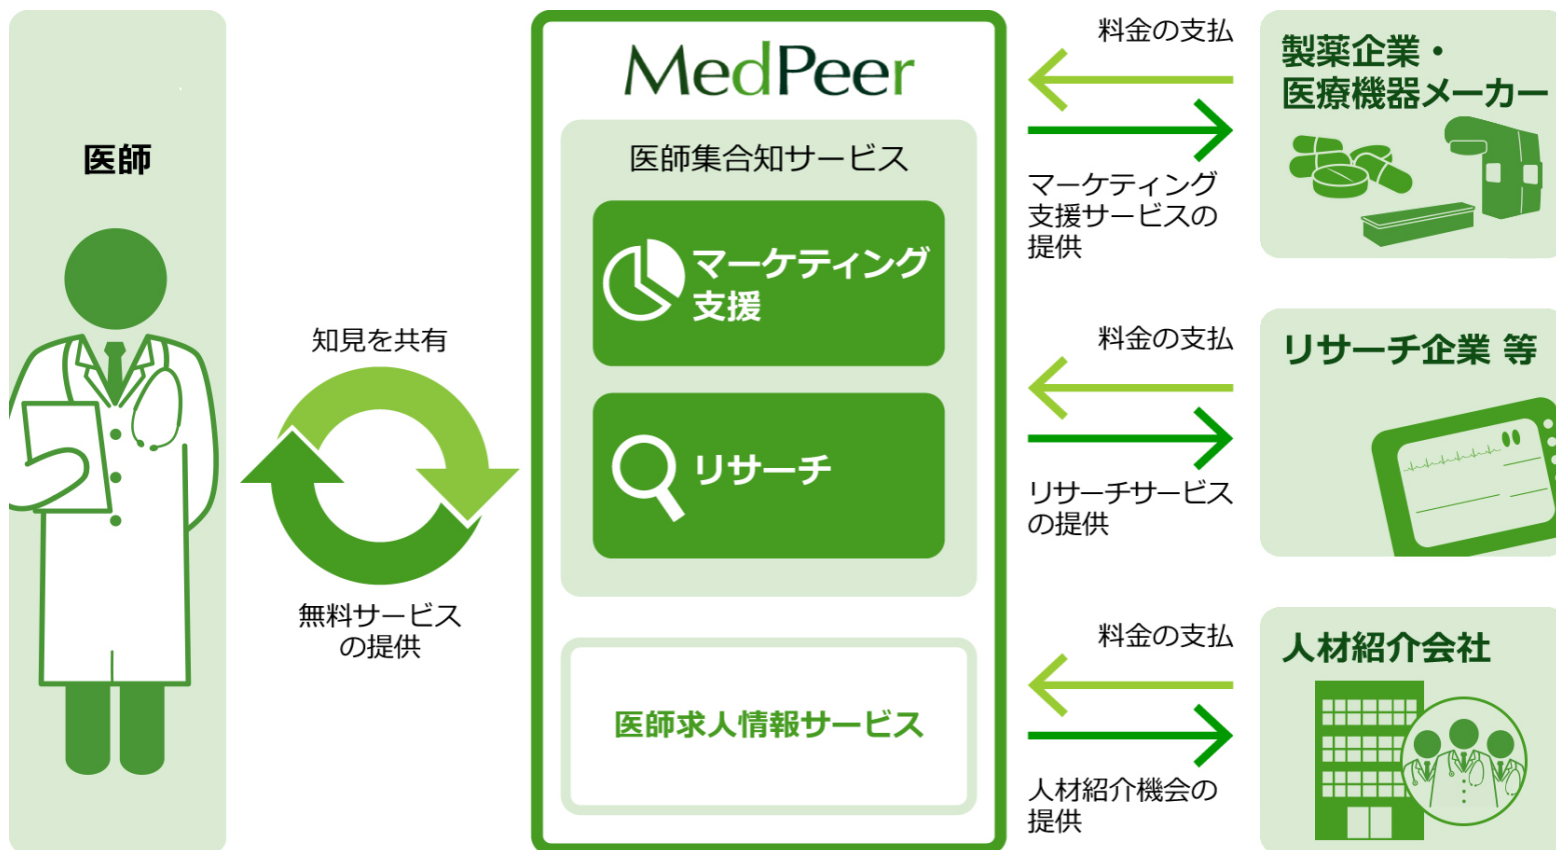 医師
知見を共有
無料サービス
の提供
MedPeer
医師集合知サービス
マーケティング
支援
リサーチ
医師求人情報サービス
料金の支払
マーケティング
支援サービスの
提供
製薬企業・
医療機器メーカー
料金の支払
リサーチサービス
の提供
リサーチ企業 等
料金の支払
人材紹介機会の
提供
人材紹介会社